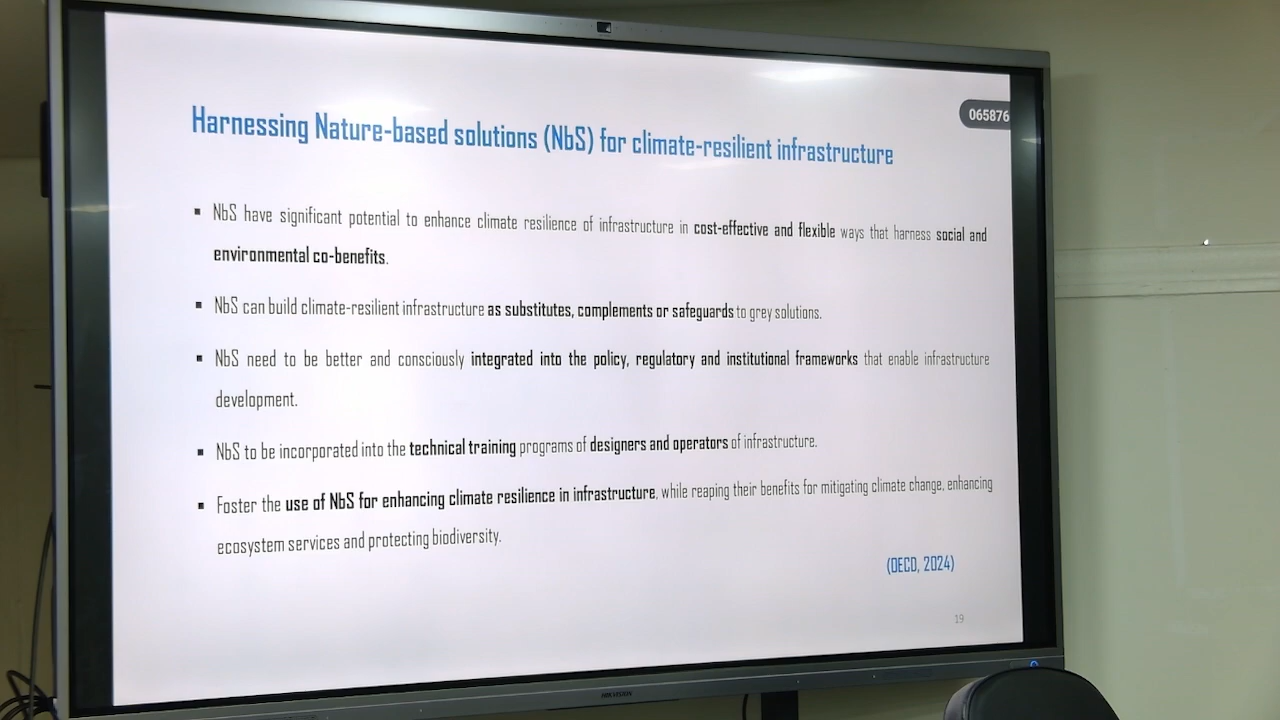 065876
Harnessing Nature-based solutions (NbS) for climate-resilient infrastructure
▪ NbS have significant potential to enhance climate resilience of infrastructure in cost-effective and flexible ways that harness social and
environmental co-benefits.
▪ NbS can build climate-resilient infrastructure as substitutes, complements or safeguards to grey solutions.
▪ NbS need to be better and consciously integrated into the policy, regulatory and institutional frameworks that enable infrastructure
development.
▪ NbS to be incorporated into the technical training programs of designers and operators of infrastructure.
▪ Foster the use of NbS for enhancing climate resilience in infrastructure, while reaping their benefits for mitigating climate change, enhancing
ecosystem services and protecting biodiversity.
(OECD, 2024)
19
HIKVISION